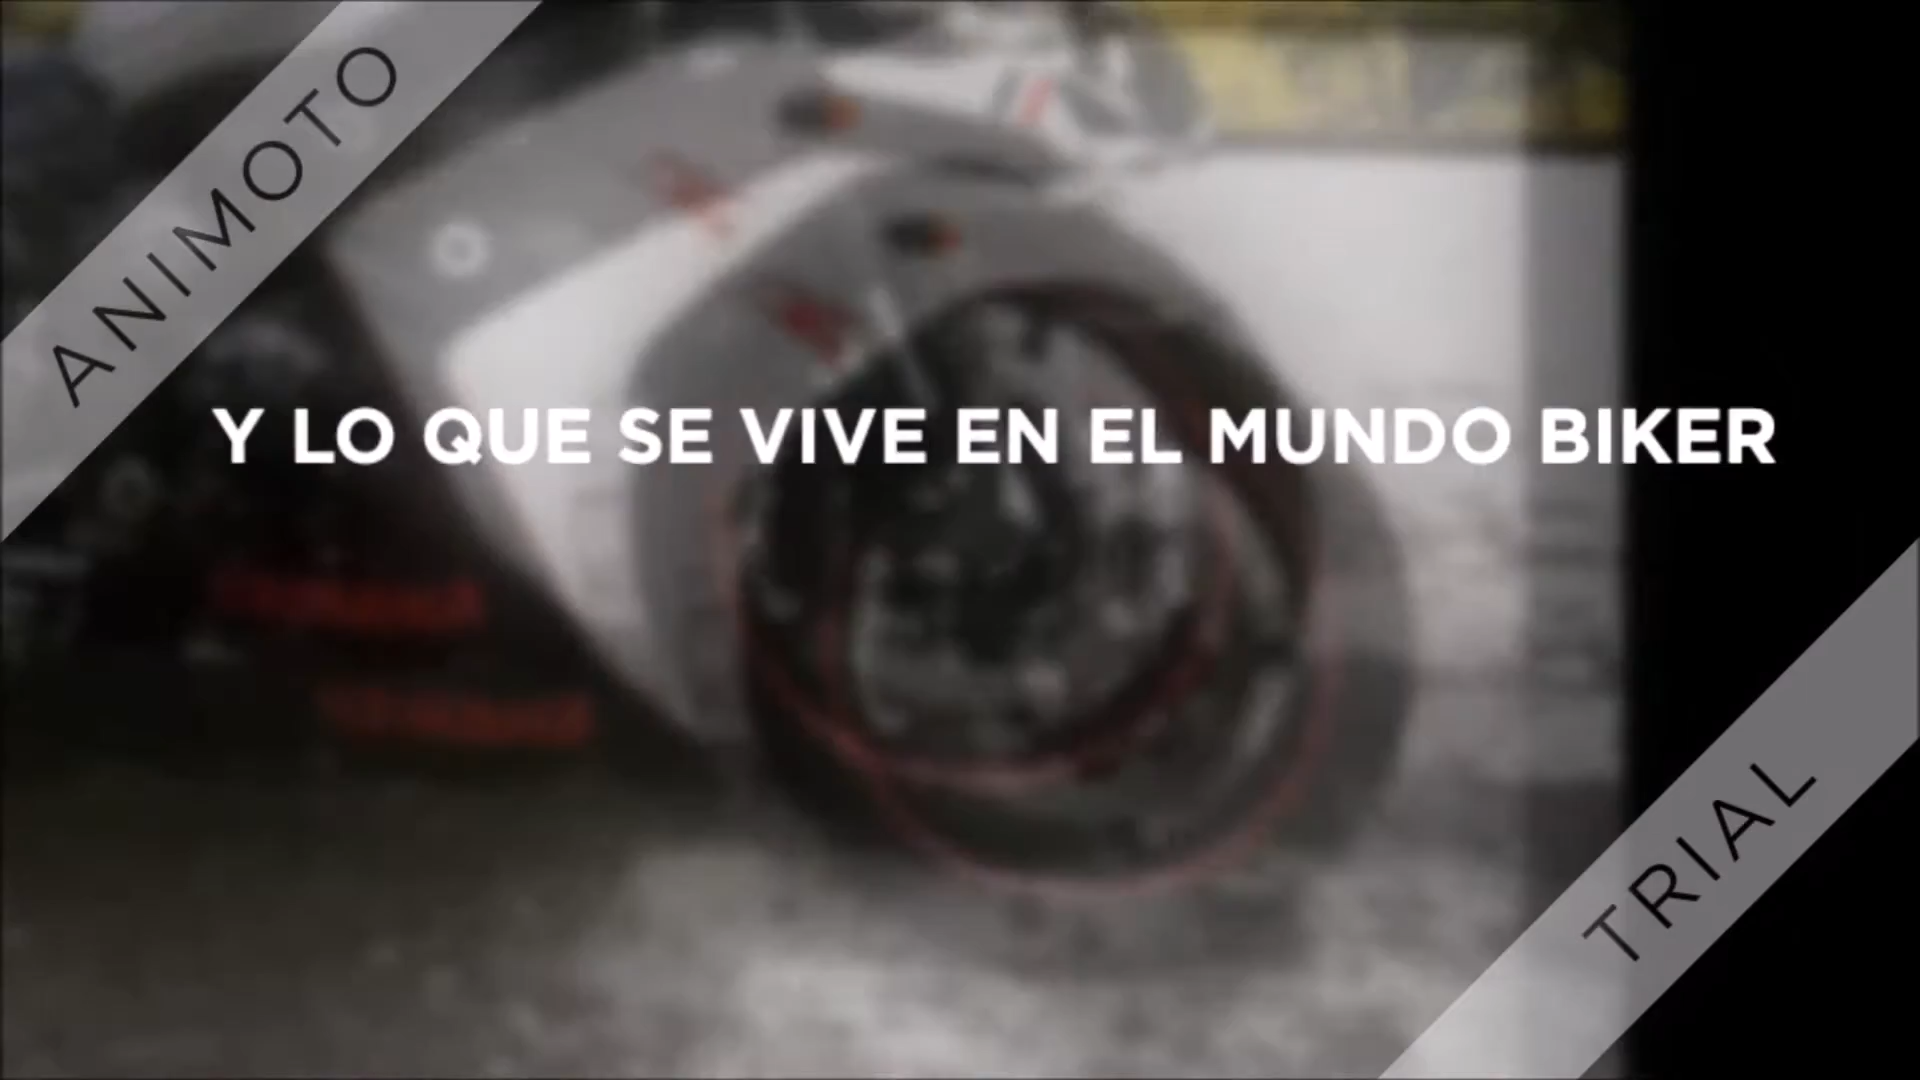 ANIMOTO
Y LO QUE SE VIVE EN EL MUNDO BIKER
TRIAL